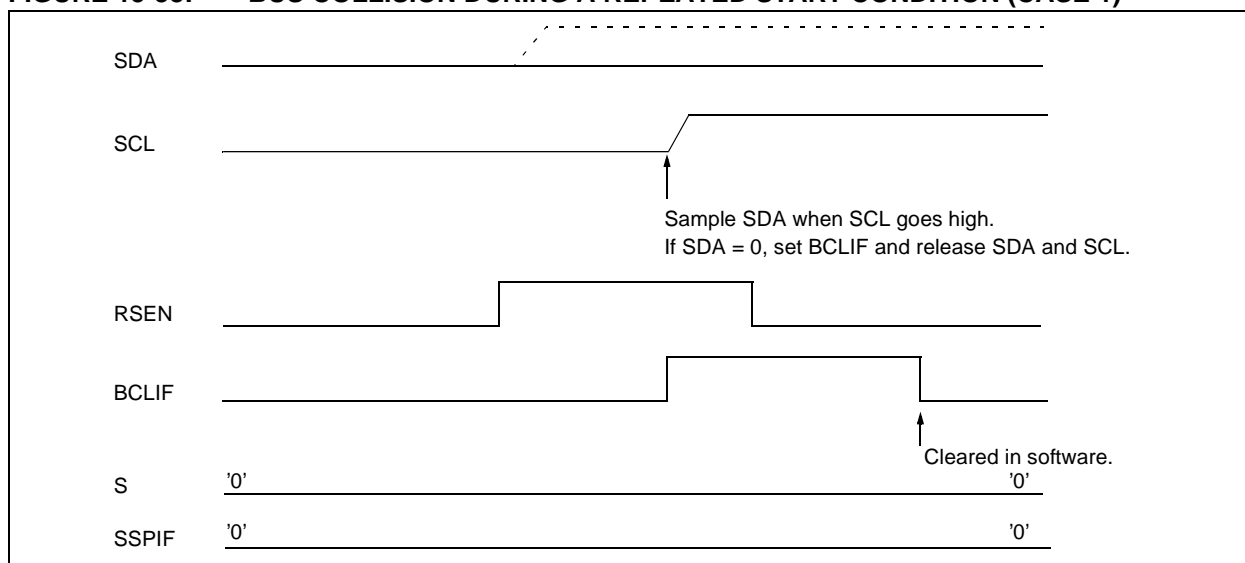 SDA
SCL
Sample SDA when SCL goes high.
If SDA = 0, set BCLIF and release SDA and SCL.
RSEN
BCLIF
Cleared in software.
S '0' '0'
SSPIF '0' '0'